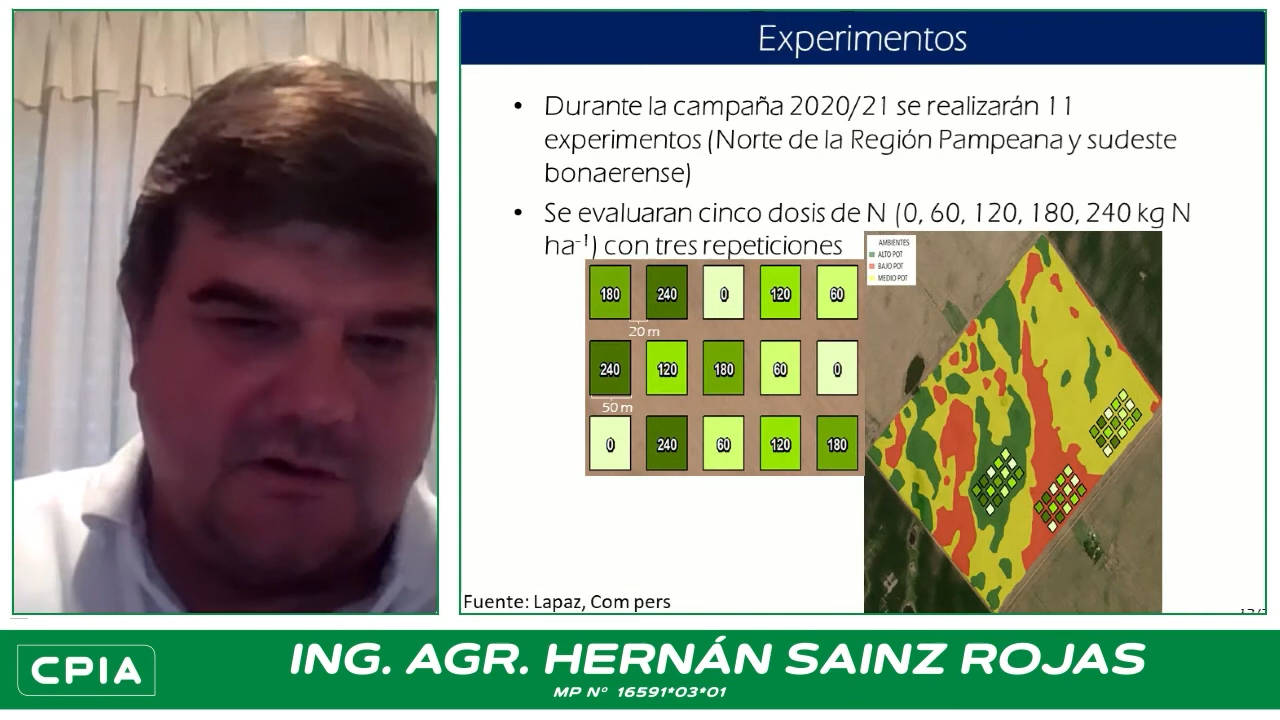 Experimentos
• Durante la campaña 2020/21 se realizarán 11
experimentos (Norte de la Región Pampeana y sudeste
bonaerense)
• Se evaluaran cinco dosis de N (0, 60, 120, 180, 240 kg N
ha⁻¹) con tres repeticiones
AMBIENTES
ALTO POT
BAJO POT
MEDIO POT
180 240 0 120 60
20 m
240 120 180 60 0
50 m
0 240 60 120 180
Fuente: Lapaz, Com pers
CPIA
ING. AGR. HERNÁN SAINZ ROJAS
MP Nº 16591*03*01